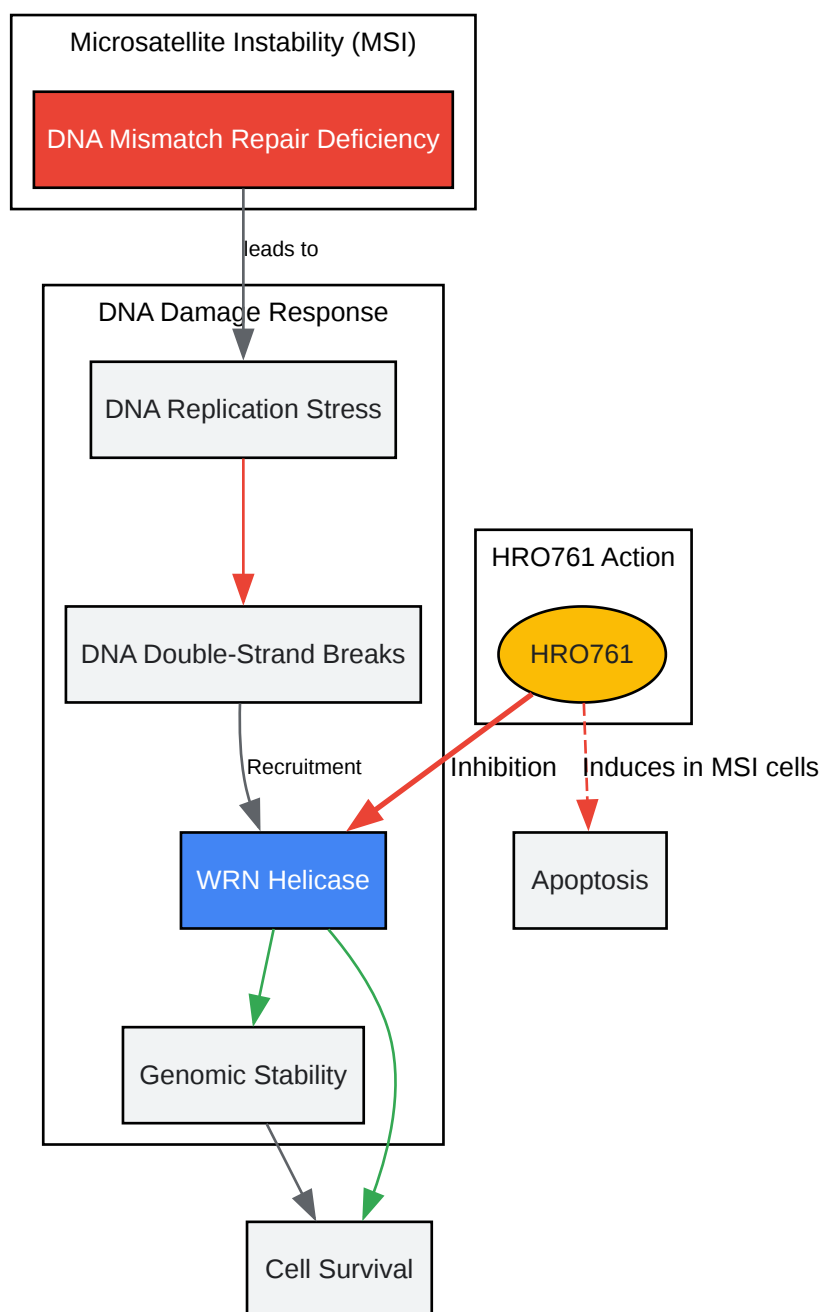 Microsatellite Instability (MSI)
DNA Mismatch Repair Deficiency
leads to
DNA Damage Response
DNA Replication Stress
HRO761 Action
DNA Double-Strand Breaks
HRO761
Recruitment
Inhibition
Induces in MSI cells
WRN Helicase
Apoptosis
Genomic Stability
Cell Survival